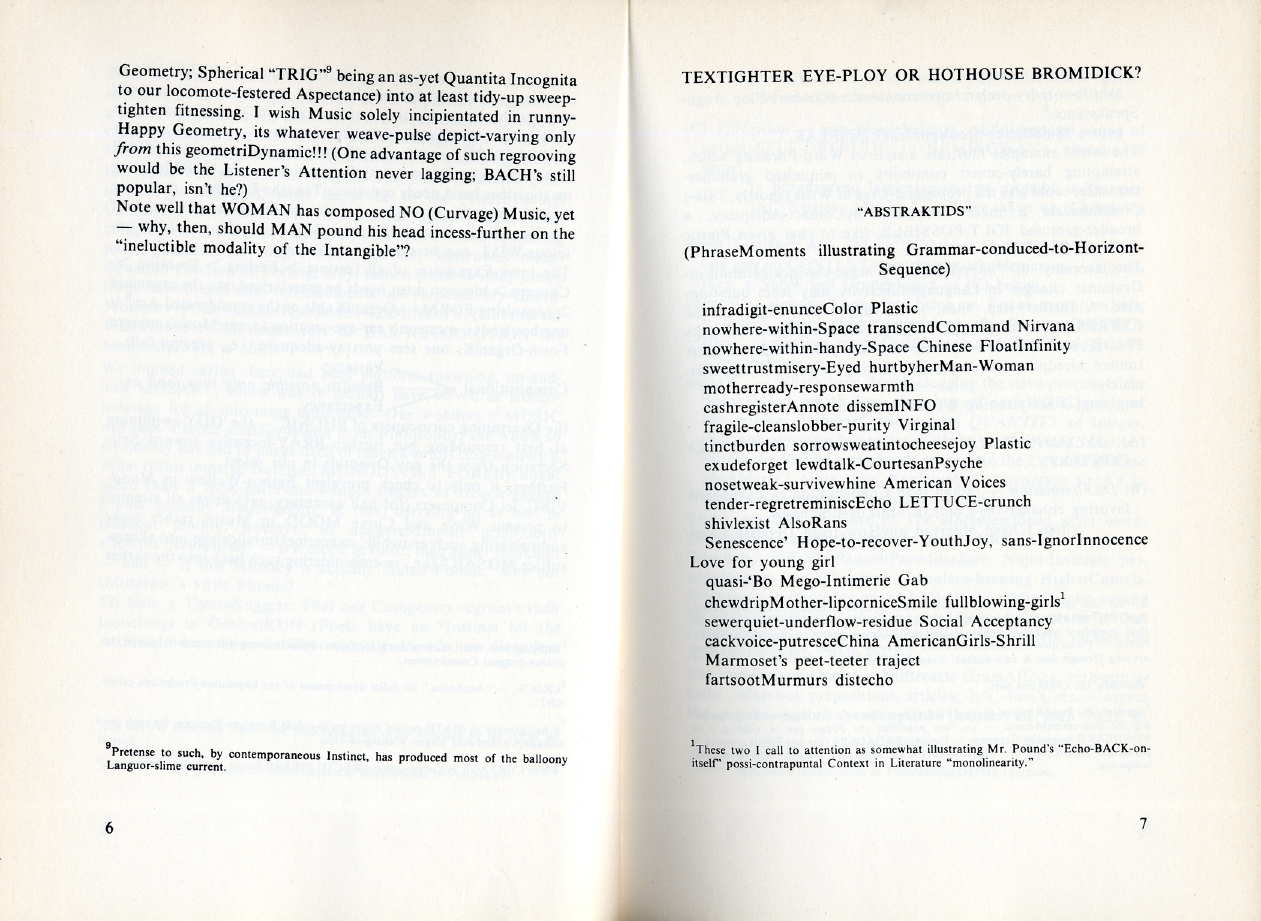 Geometry; Spherical “TRIG”⁹ being an as-yet Quantita Incognita
to our locomote-festered Aspectance) into at least tidy-up sweep-
tighten fitnessing. I wish Music solely incipientated in runny-
Happy Geometry, its whatever weave-pulse depict-varying only
from this geometriDynamic!!! (One advantage of such regrooving
would be the Listener's Attention never lagging; BACH's still
popular, isn't he?)
Note well that WOMAN has composed NO (Curvage) Music, yet
— why, then, should MAN pound his head incess-further on the
“ineluctible modality of the Intangible”?
⁹Pretense to such, by contemporaneous Instinct, has produced most of the balloony
Languor-slime current.
6
TEXTIGHTER EYE-PLOY OR HOTHOUSE BROMIDICK?
“ABSTRAKTIDS”
(PhraseMoments illustrating Grammar-conduced-to-Horizont-
Sequence)
infradigit-enunceColor Plastic
nowhere-within-Space transcendCommand Nirvana
nowhere-within-handy-Space Chinese FloatInfinity
sweettrustmisery-Eyed hurtbyherMan-Woman
motherready-responsewarmth
cashregisterAnnote dissemINFO
fragile-cleanslobber-purity Virginal
tinctburden sorrowsweatintocheesejoy Plastic
exudeforget lewdtalk-CourtesanPsyche
nosetweak-survivewhine American Voices
tender-regretreminiscEcho LETTUCE-crunch
shivlexist AlsoRans
Senescence' Hope-to-recover-YouthJoy, sans-IgnorInnocence
Love for young girl
quasi-‘Bo Mego-Intimerie Gab
chewdripMother-lipcorniceSmile fullblowing-girls¹
sewerquiet-underflow-residue Social Acceptancy
cackvoice-putresceChina AmericanGirls-Shrill
Marmoset's peet-teeter traject
fartsootMurmurs distecho
¹These two I call to attention as somewhat illustrating Mr. Pound's “Echo-BACK-on-
itself” possi-contrapuntal Context in Literature “monolinearity.”
7